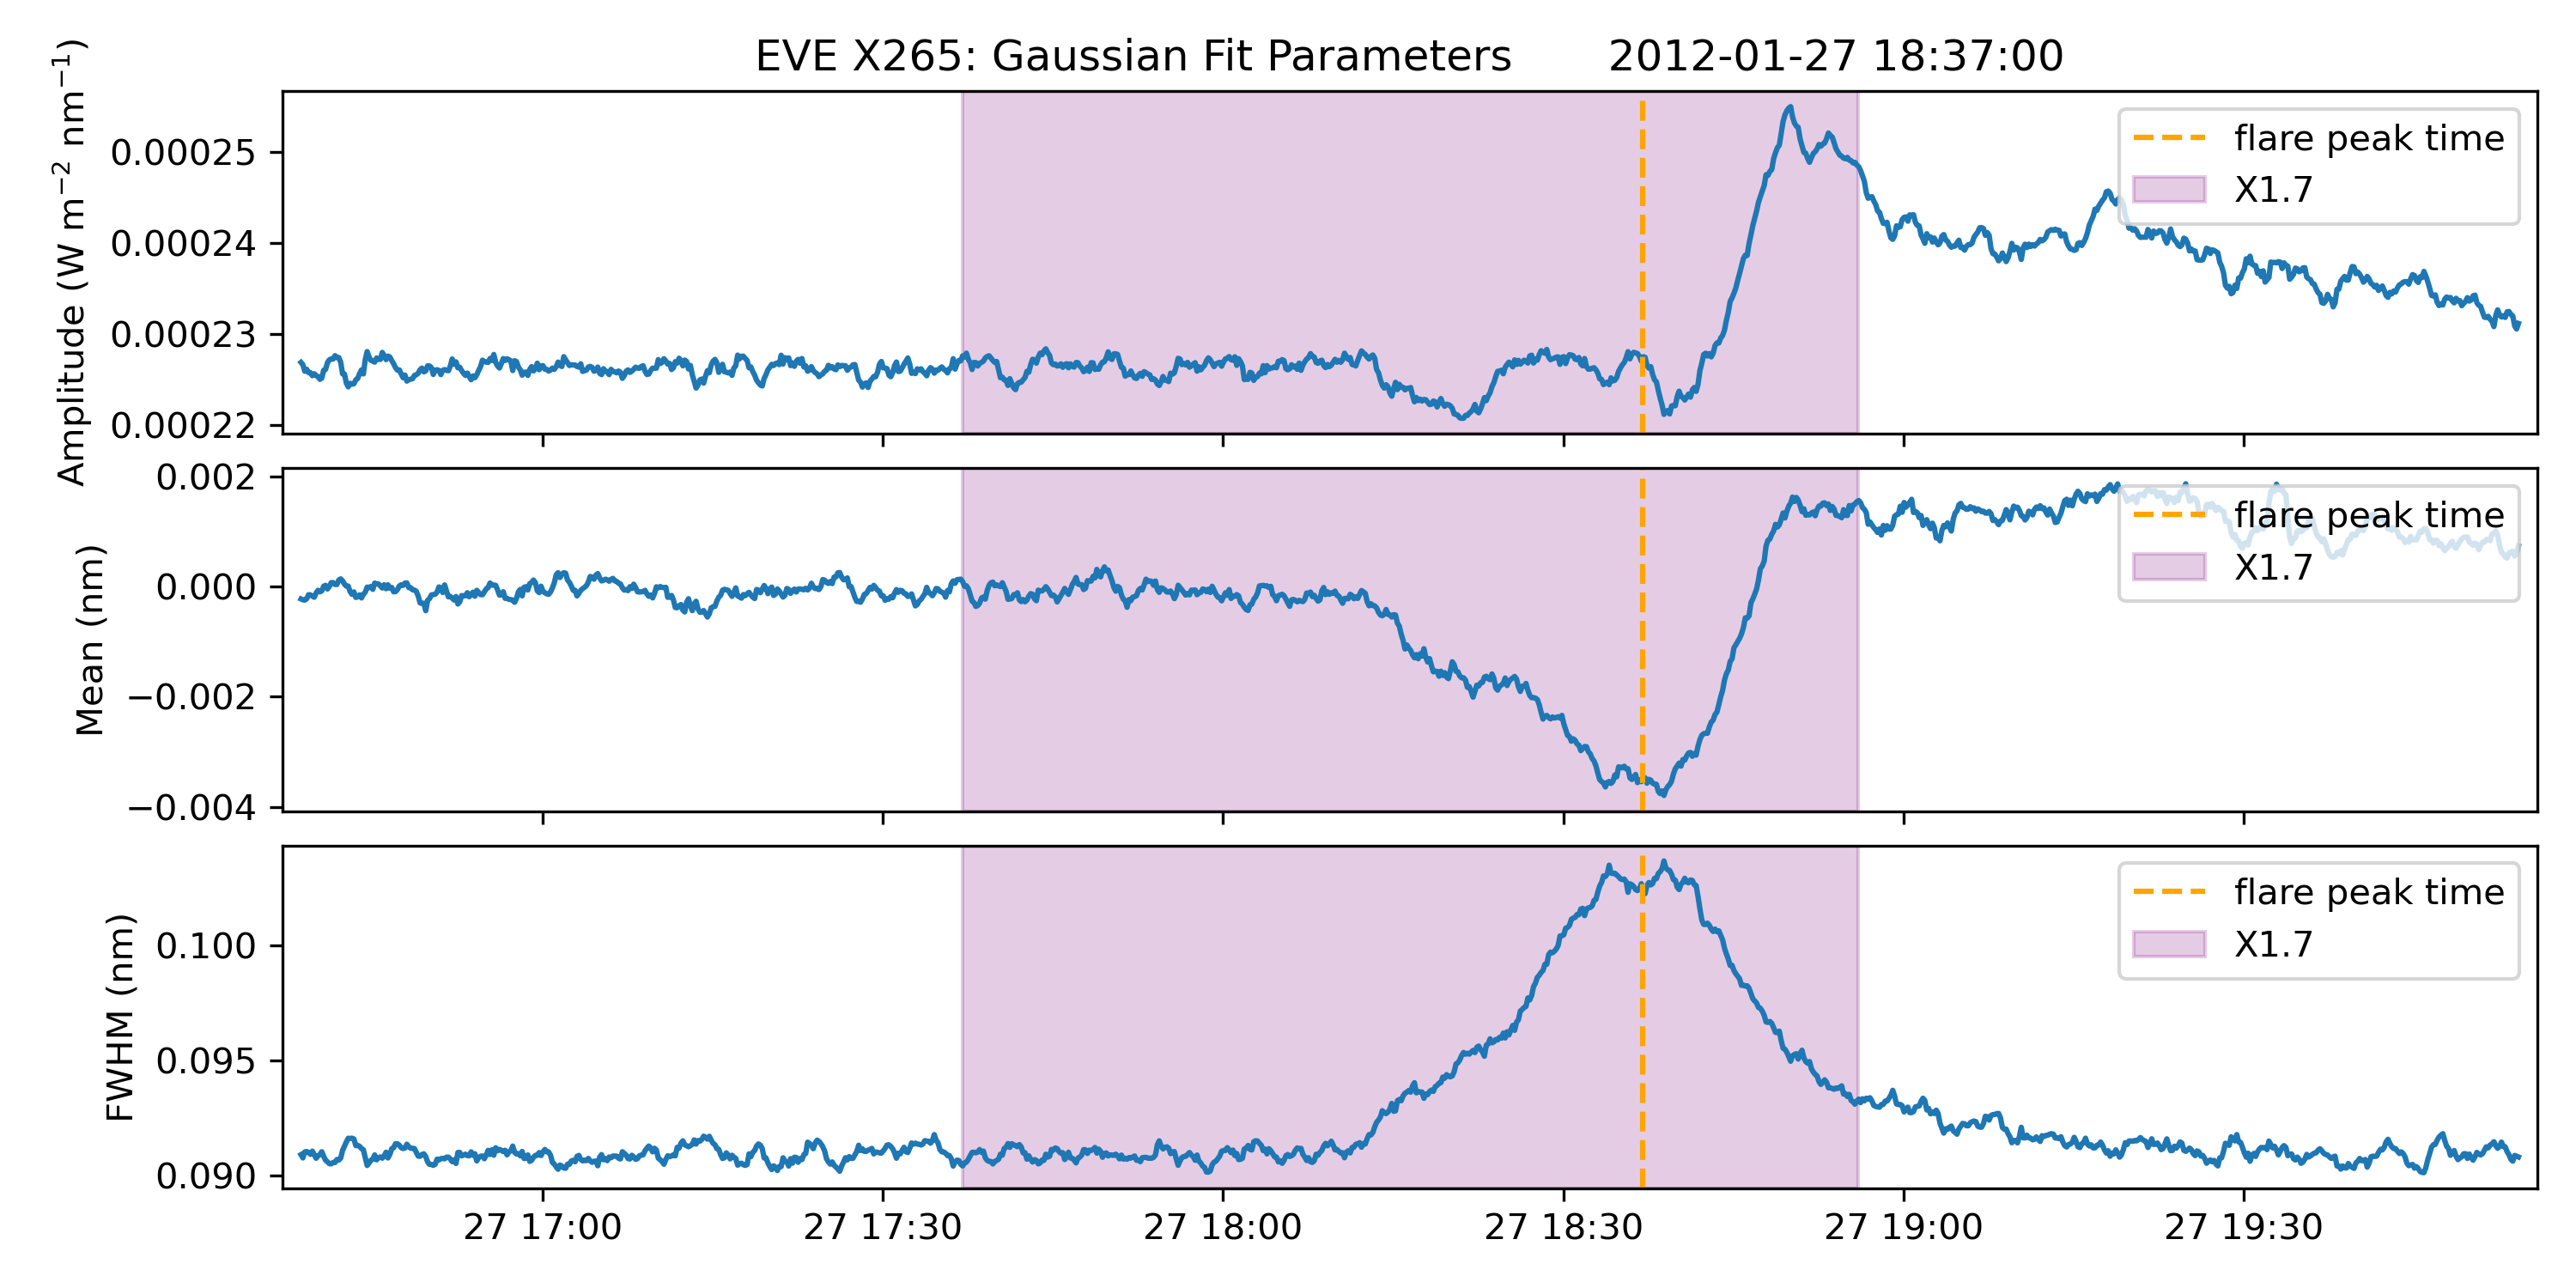 EVE X265: Gaussian Fit Parameters 2012-01-27 18:37:00
Amplitude (W m⁻² nm⁻¹)
0.00025
0.00024
0.00023
0.00022
flare peak time
X1.7
Mean (nm)
0.002
0.000
−0.002
−0.004
flare peak time
X1.7
FWHM (nm)
0.100
0.095
0.090
flare peak time
X1.7
27 17:00 27 17:30 27 18:00 27 18:30 27 19:00 27 19:30